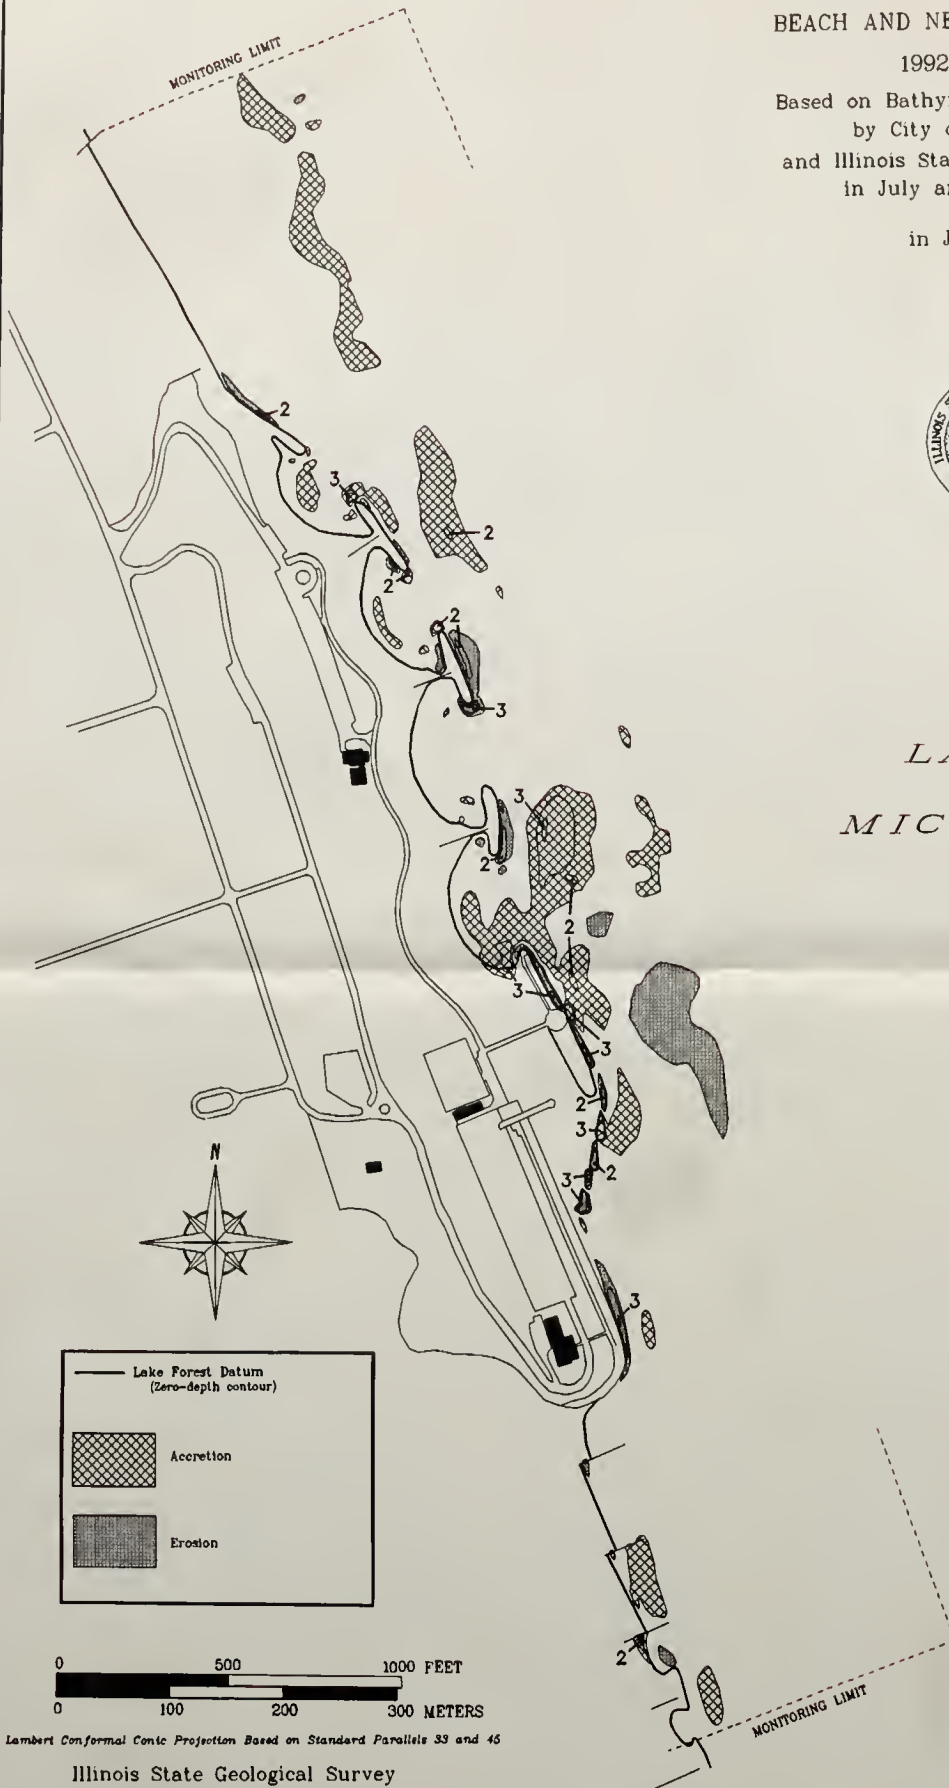 BEACH AND NE
1992
Based on Bathy
by City
and Illinois Sta
in July a
in J
MONITORING LIMIT
ILLINOIS
2
3
2
2
2
3
3
2
LA
MIC
2
3
3
2
3
3
2
3
2
MONITORING LIMIT
N
Lake Forest Datum
(Zero-depth contour)
Accretion
Erosion
0 500 1000 FEET
0 100 200 300 METERS
Lambert Conformal Conic Projection Based on Standard Parallels 33 and 45
Illinois State Geological Survey